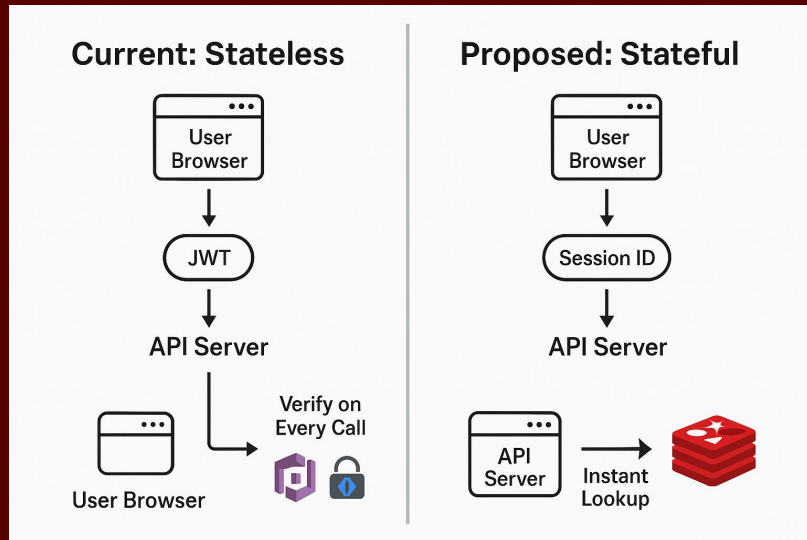 Current: Stateless
User
Browser
JWT
API Server
Verify on
Every Call
User Browser
Proposed: Stateful
User
Browser
Session ID
API Server
API
Server
Instant
Lookup